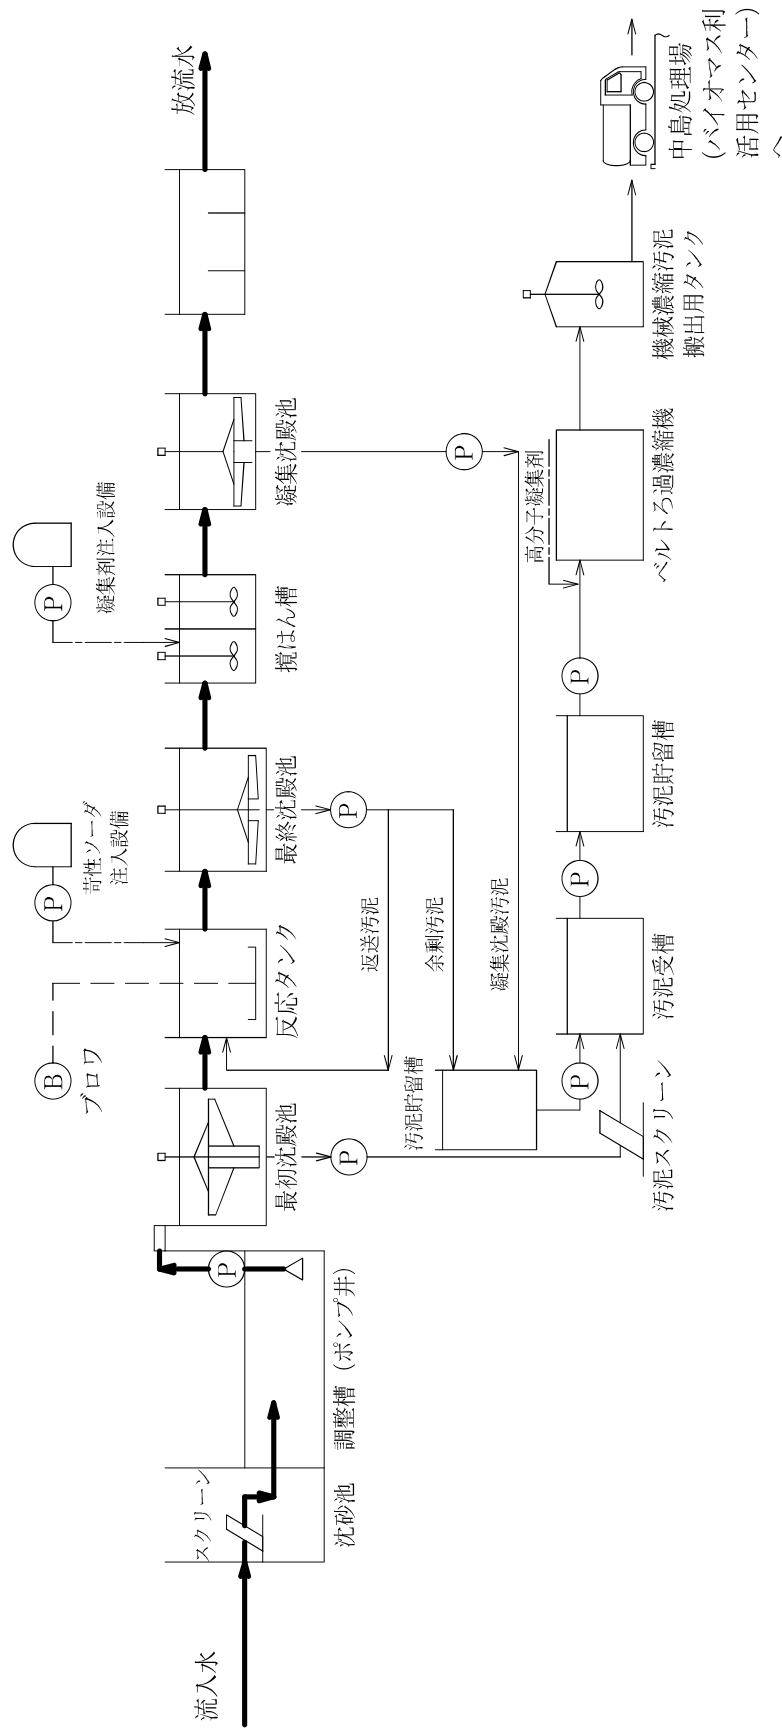 流入水
スクリーン
沈砂池
調整槽 (ポンプ井)
P
最初沈殿池
P
B
ブロワ
反応タンク
P
苛性ソーダ
注入設備
最終沈殿池
P
返送汚泥
余剰汚泥
凝集沈殿汚泥
攪はん槽
P
凝集剤注入設備
凝集沈殿池
P
放流水
汚泥貯留槽
P
汚泥スクリーン
汚泥受槽
P
汚泥貯留槽
P
高分子凝集剤
ベルトろ過濃縮機
機械濃縮汚泥
搬出用タンク
中島処理場
(バイオマス利
活用センター)
へ